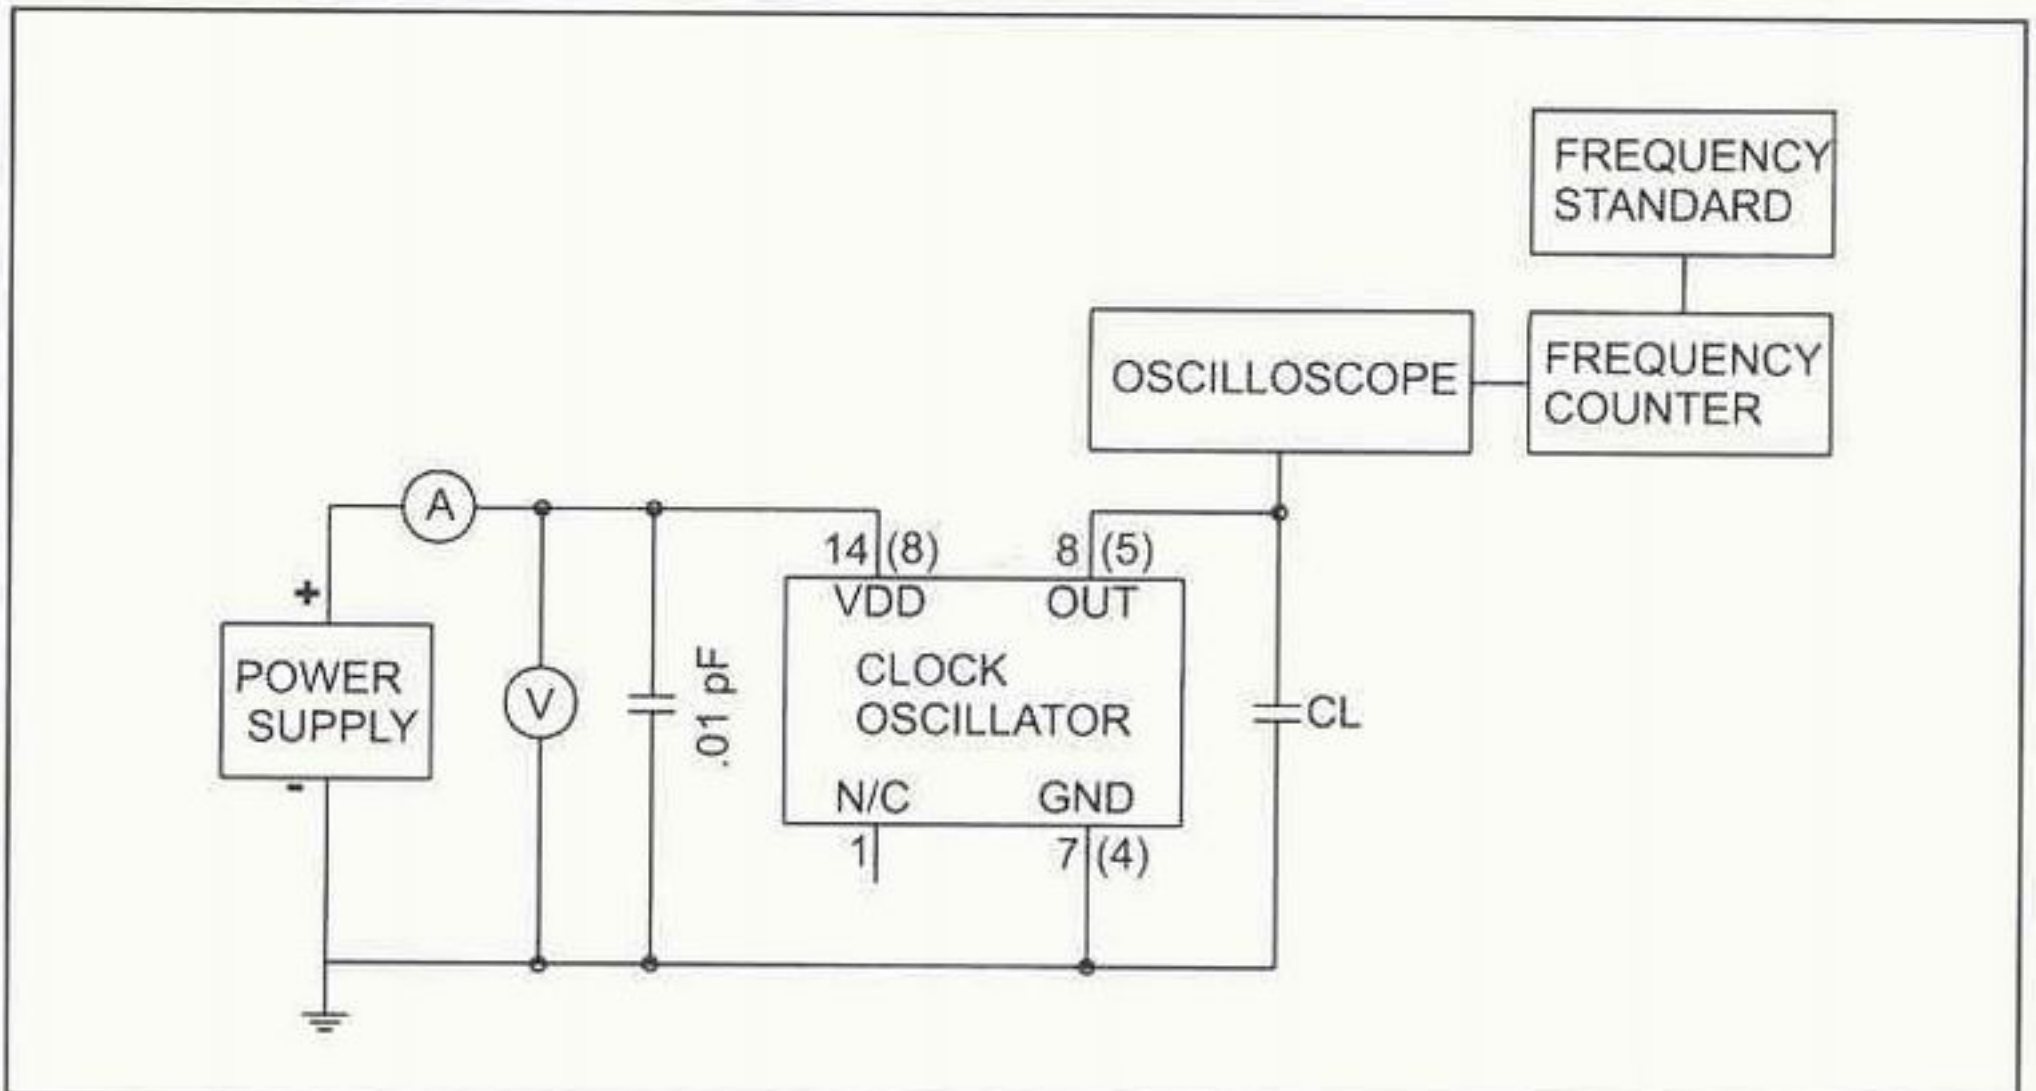 FREQUENCY
STANDARD
OSCILLOSCOPE
FREQUENCY
COUNTER
A
14 (8)
8 (5)
+
VDD
OUT
POWER
SUPPLY
-
V
.01 pF
CLOCK
OSCILLATOR
CL
N/C
GND
1
7 (4)